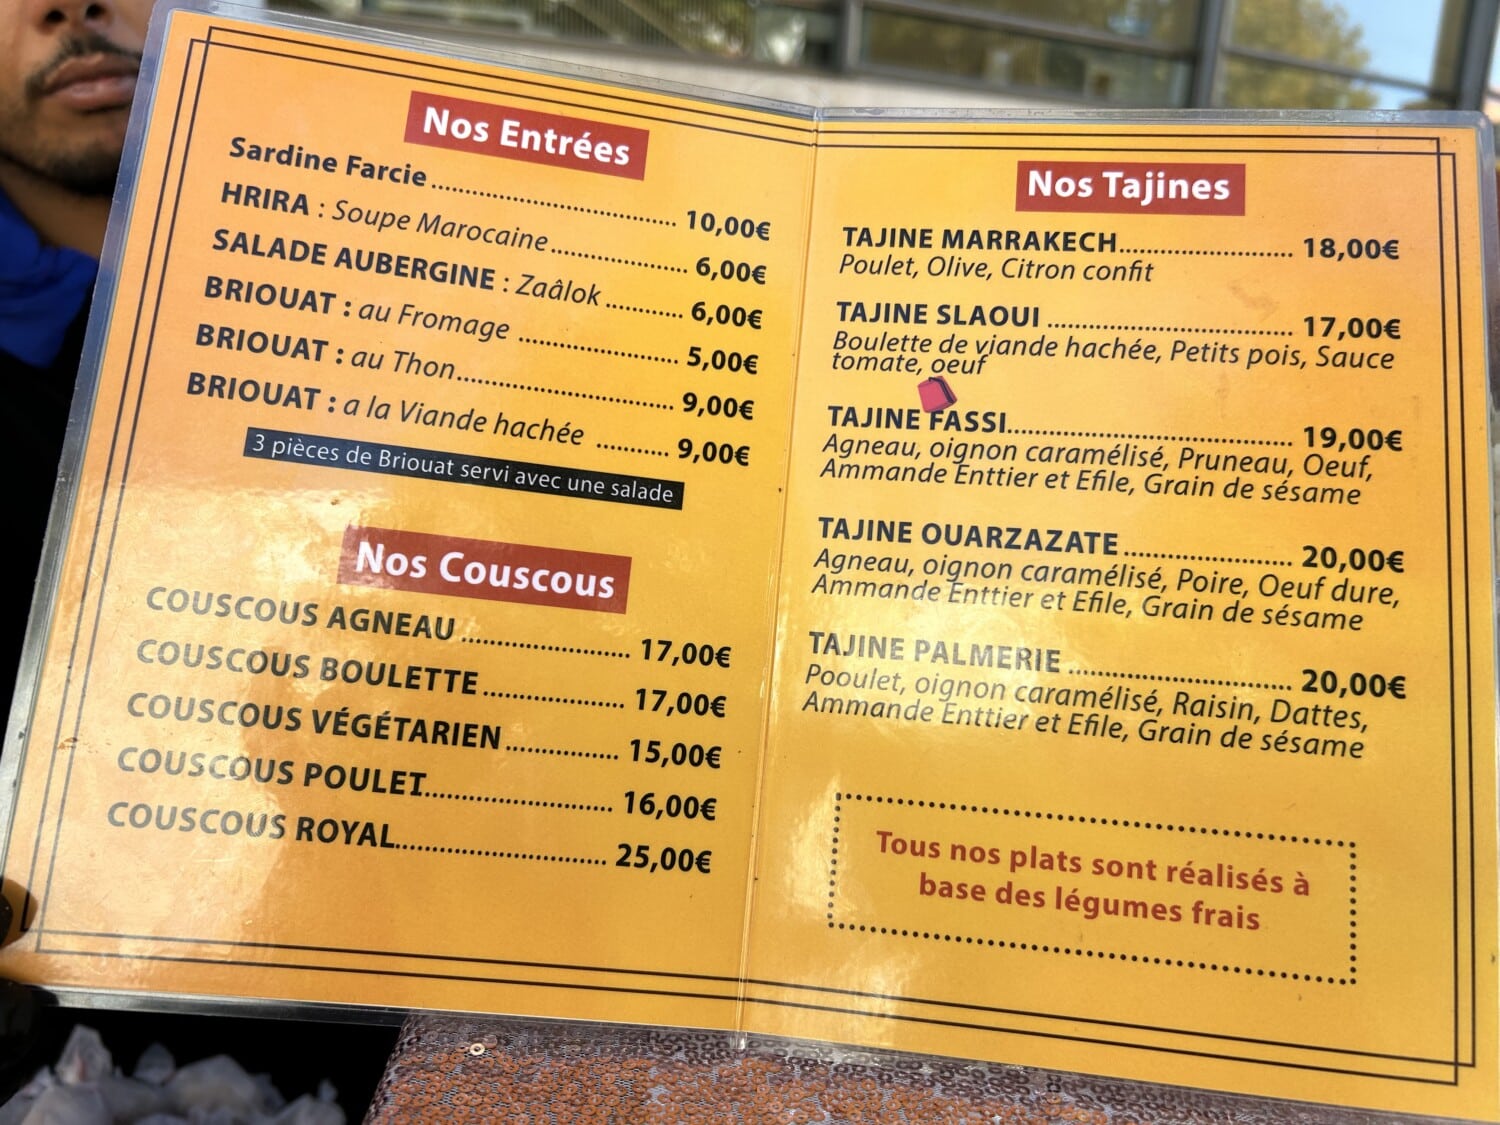 Nos Entrées
Sardine Farcie........................... 10,00€
HRIRA : Soupe Marocaine............... 6,00€
SALADE AUBERGINE : Zaâlok......... 6,00€
BRIOUAT : au Fromage .................. 5,00€
BRIOUAT : au Thon........................ 9,00€
BRIOUAT : a la Viande hachée ......... 9,00€
3 pièces de Briouat servi avec une salade
Nos Couscous
COUSCOUS AGNEAU ................... 17,00€
COUSCOUS BOULETTE ................ 17,00€
COUSCOUS VÉGÉTARIEN ............. 15,00€
COUSCOUS POULET..................... 16,00€
COUSCOUS ROYAL........................ 25,00€
Nos Tajines
TAJINE MARRAKECH.................... 18,00€
Poulet, Olive, Citron confit
TAJINE SLAOUI ............................ 17,00€
Boulette de viande hachée, Petits pois, Sauce
tomate, oeuf
TAJINE FASSI................................ 19,00€
Agneau, oignon caramélisé, Pruneau, Oeuf,
Ammande Enttier et Efile, Grain de sésame
TAJINE OUARZAZATE ................... 20,00€
Agneau, oignon caramélisé, Poire, Oeuf dure,
Ammande Enttier et Efile, Grain de sésame
TAJINE PALMERIE ......................... 20,00€
Pooulet, oignon caramélisé, Raisin, Dattes,
Ammande Enttier et Efile, Grain de sésame
Tous nos plats sont réalisés à
base des légumes frais